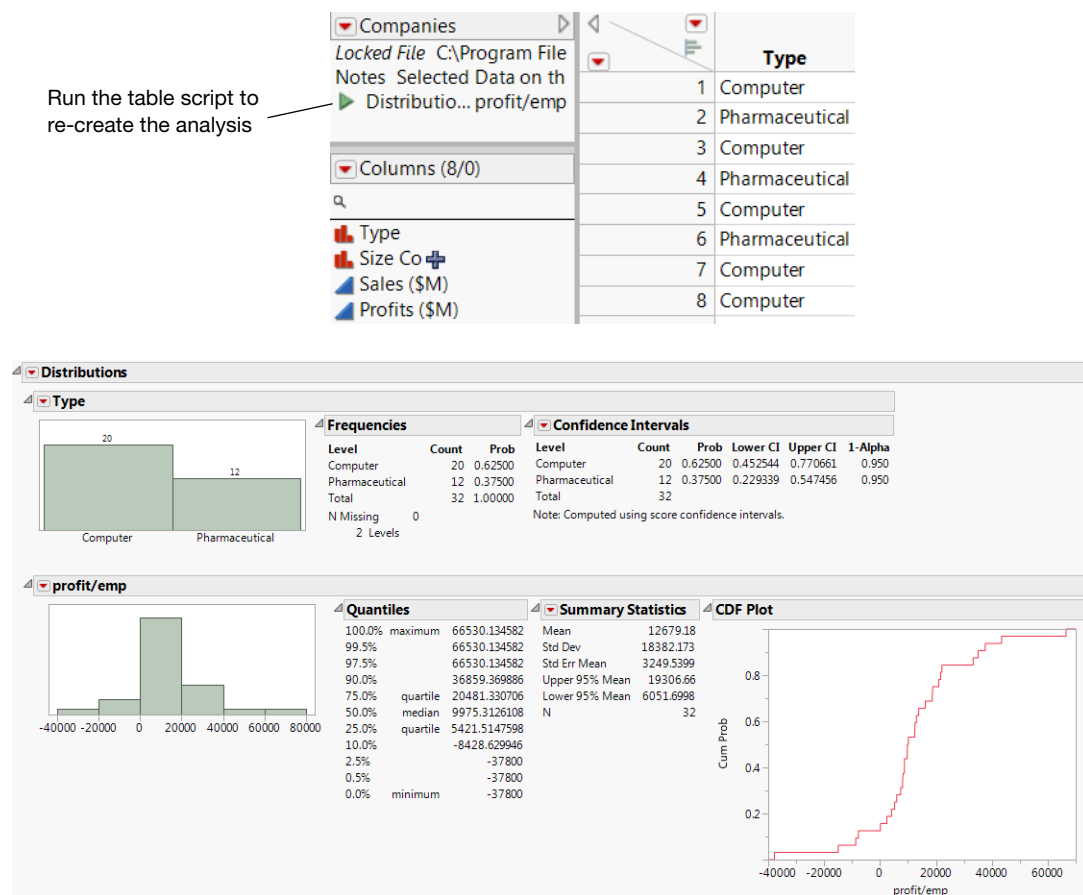 Run the table script to
re-create the analysis
Companies
Locked File C:\Program File
Notes Selected Data on th
Distributio... profit/emp
Columns (8/0)
Type
Size Co
Sales ($M)
Profits ($M)
Type
1 Computer
2 Pharmaceutical
3 Computer
4 Pharmaceutical
5 Computer
6 Pharmaceutical
7 Computer
8 Computer
Distributions
Type
20
12
Computer Pharmaceutical
Frequencies
Level Count Prob
Computer 20 0.62500
Pharmaceutical 12 0.37500
Total 32 1.00000
N Missing 0
2 Levels
Confidence Intervals
Level Count Prob Lower CI Upper CI 1-Alpha
Computer 20 0.62500 0.452544 0.770661 0.950
Pharmaceutical 12 0.37500 0.229339 0.547456 0.950
Total 32
Note: Computed using score confidence intervals.
profit/emp
-40000 -20000 0 20000 40000 60000 80000
Quantiles
100.0% maximum 66530.134582
99.5% 66530.134582
97.5% 66530.134582
90.0% 36859.369886
75.0% quartile 20481.330706
50.0% median 9975.3126108
25.0% quartile 5421.5147598
10.0% -8428.629946
2.5% -37800
0.5% -37800
0.0% minimum -37800
Summary Statistics
Mean 12679.18
Std Dev 18382.173
Std Err Mean 3249.5399
Upper 95% Mean 19306.66
Lower 95% Mean 6051.6998
N 32
CDF Plot
Cum Prob
0.8
0.6
0.4
0.2
-40000 -20000 0 20000 40000 60000
profit/emp